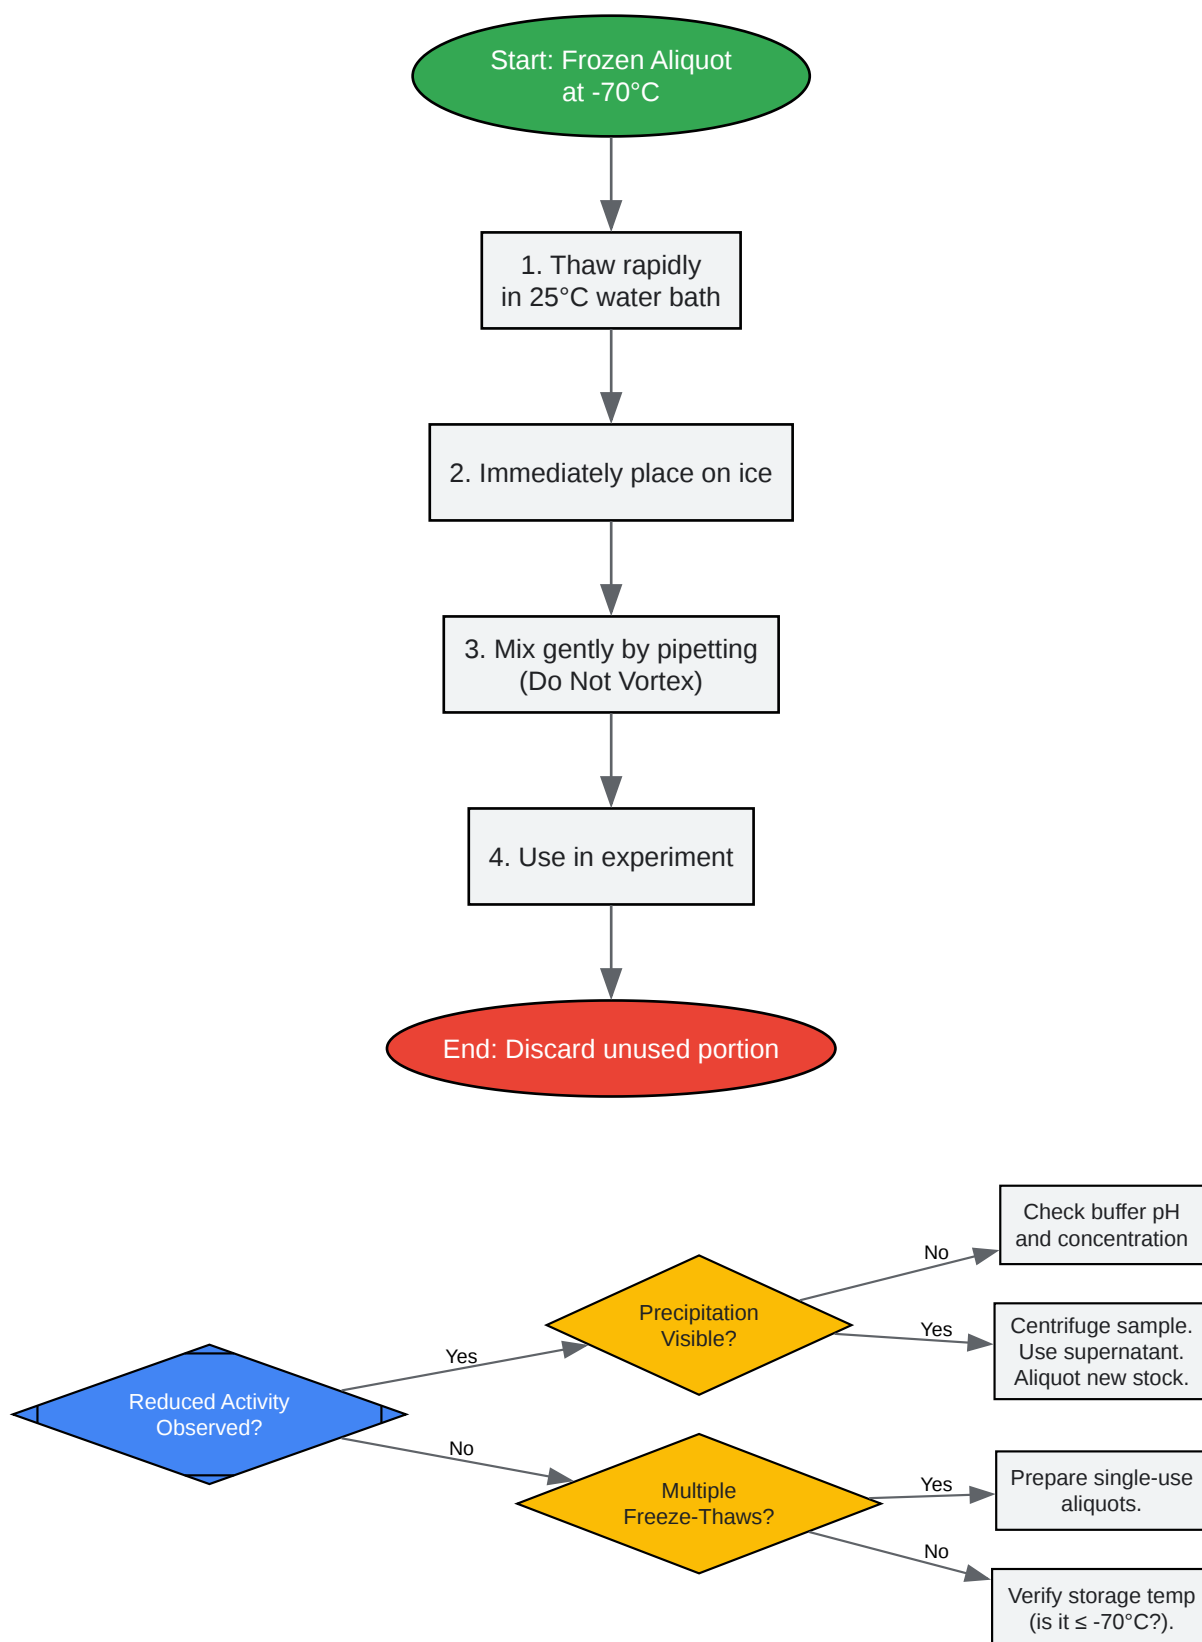 Start: Frozen Aliquot
at -70°C
1. Thaw rapidly
in 25°C water bath
2. Immediately place on ice
3. Mix gently by pipetting
(Do Not Vortex)
4. Use in experiment
End: Discard unused portion
Reduced Activity
Observed?
Yes
No
Precipitation
Visible?
No
Yes
Check buffer pH
and concentration
Centrifuge sample.
Use supernatant.
Aliquot new stock.
Multiple
Freeze-Thaws?
Yes
No
Prepare single-use
aliquots.
Verify storage temp
(is it ≤ -70°C?).